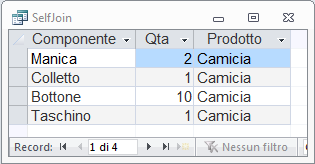 SelfJoin
Componente Qta Prodotto
Manica 2 Camicia
Colletto 1 Camicia
Bottone 10 Camicia
Taschino 1 Camicia
Record: 1 di 4 Nessun filtro